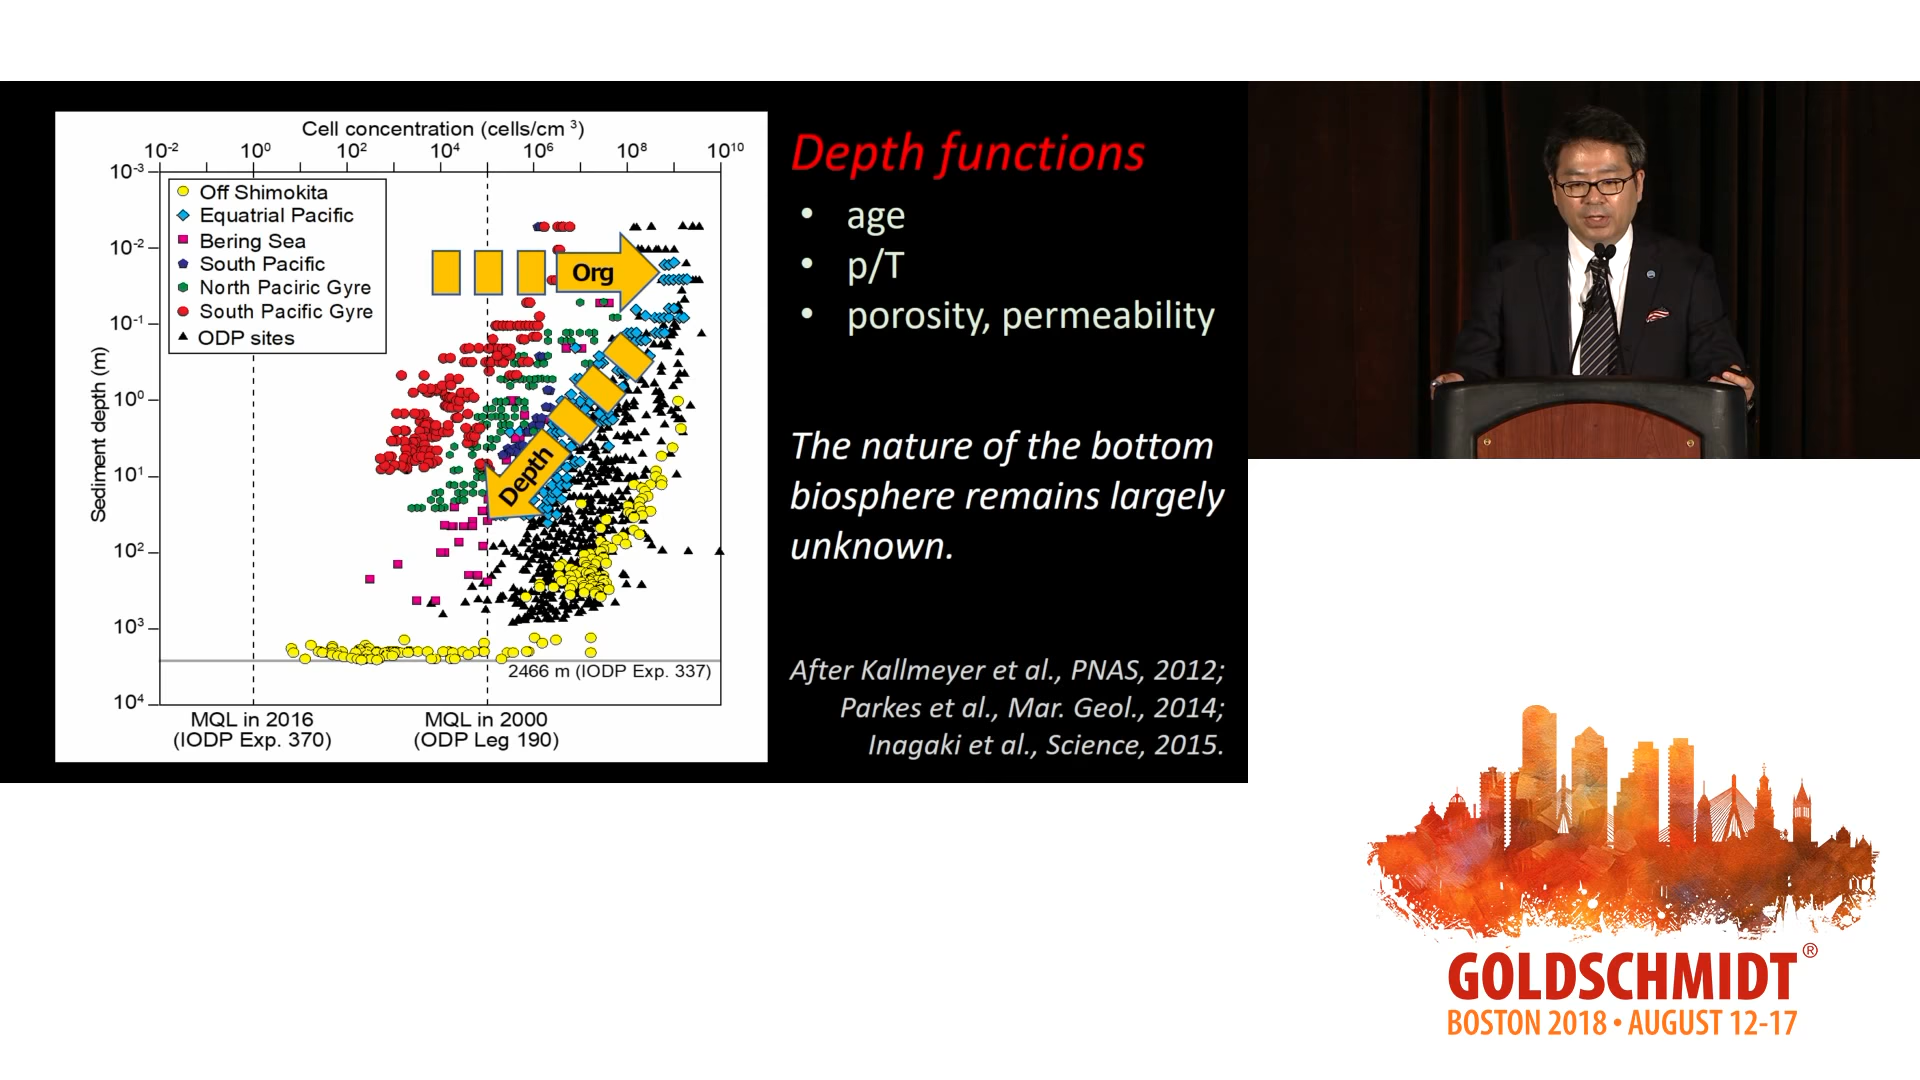 Cell concentration (cells/cm 3)
10-2 100 102 104 106 108 1010
10-3
10-2
10-1
100
101
102
103
104
Sediment depth (m)
Off Shimokita
Equatrial Pacific
Bering Sea
South Pacific
North Paciric Gyre
South Pacific Gyre
ODP sites
Org
Depth
2466 m (IODP Exp. 337)
MQL in 2016
(IODP Exp. 370)
MQL in 2000
(ODP Leg 190)
Depth functions
• age
• p/T
• porosity, permeability
The nature of the bottom
biosphere remains largely
unknown.
After Kallmeyer et al., PNAS, 2012;
Parkes et al., Mar. Geol., 2014;
Inagaki et al., Science, 2015.
GOLDSCHMIDT®
BOSTON 2018 • AUGUST 12-17